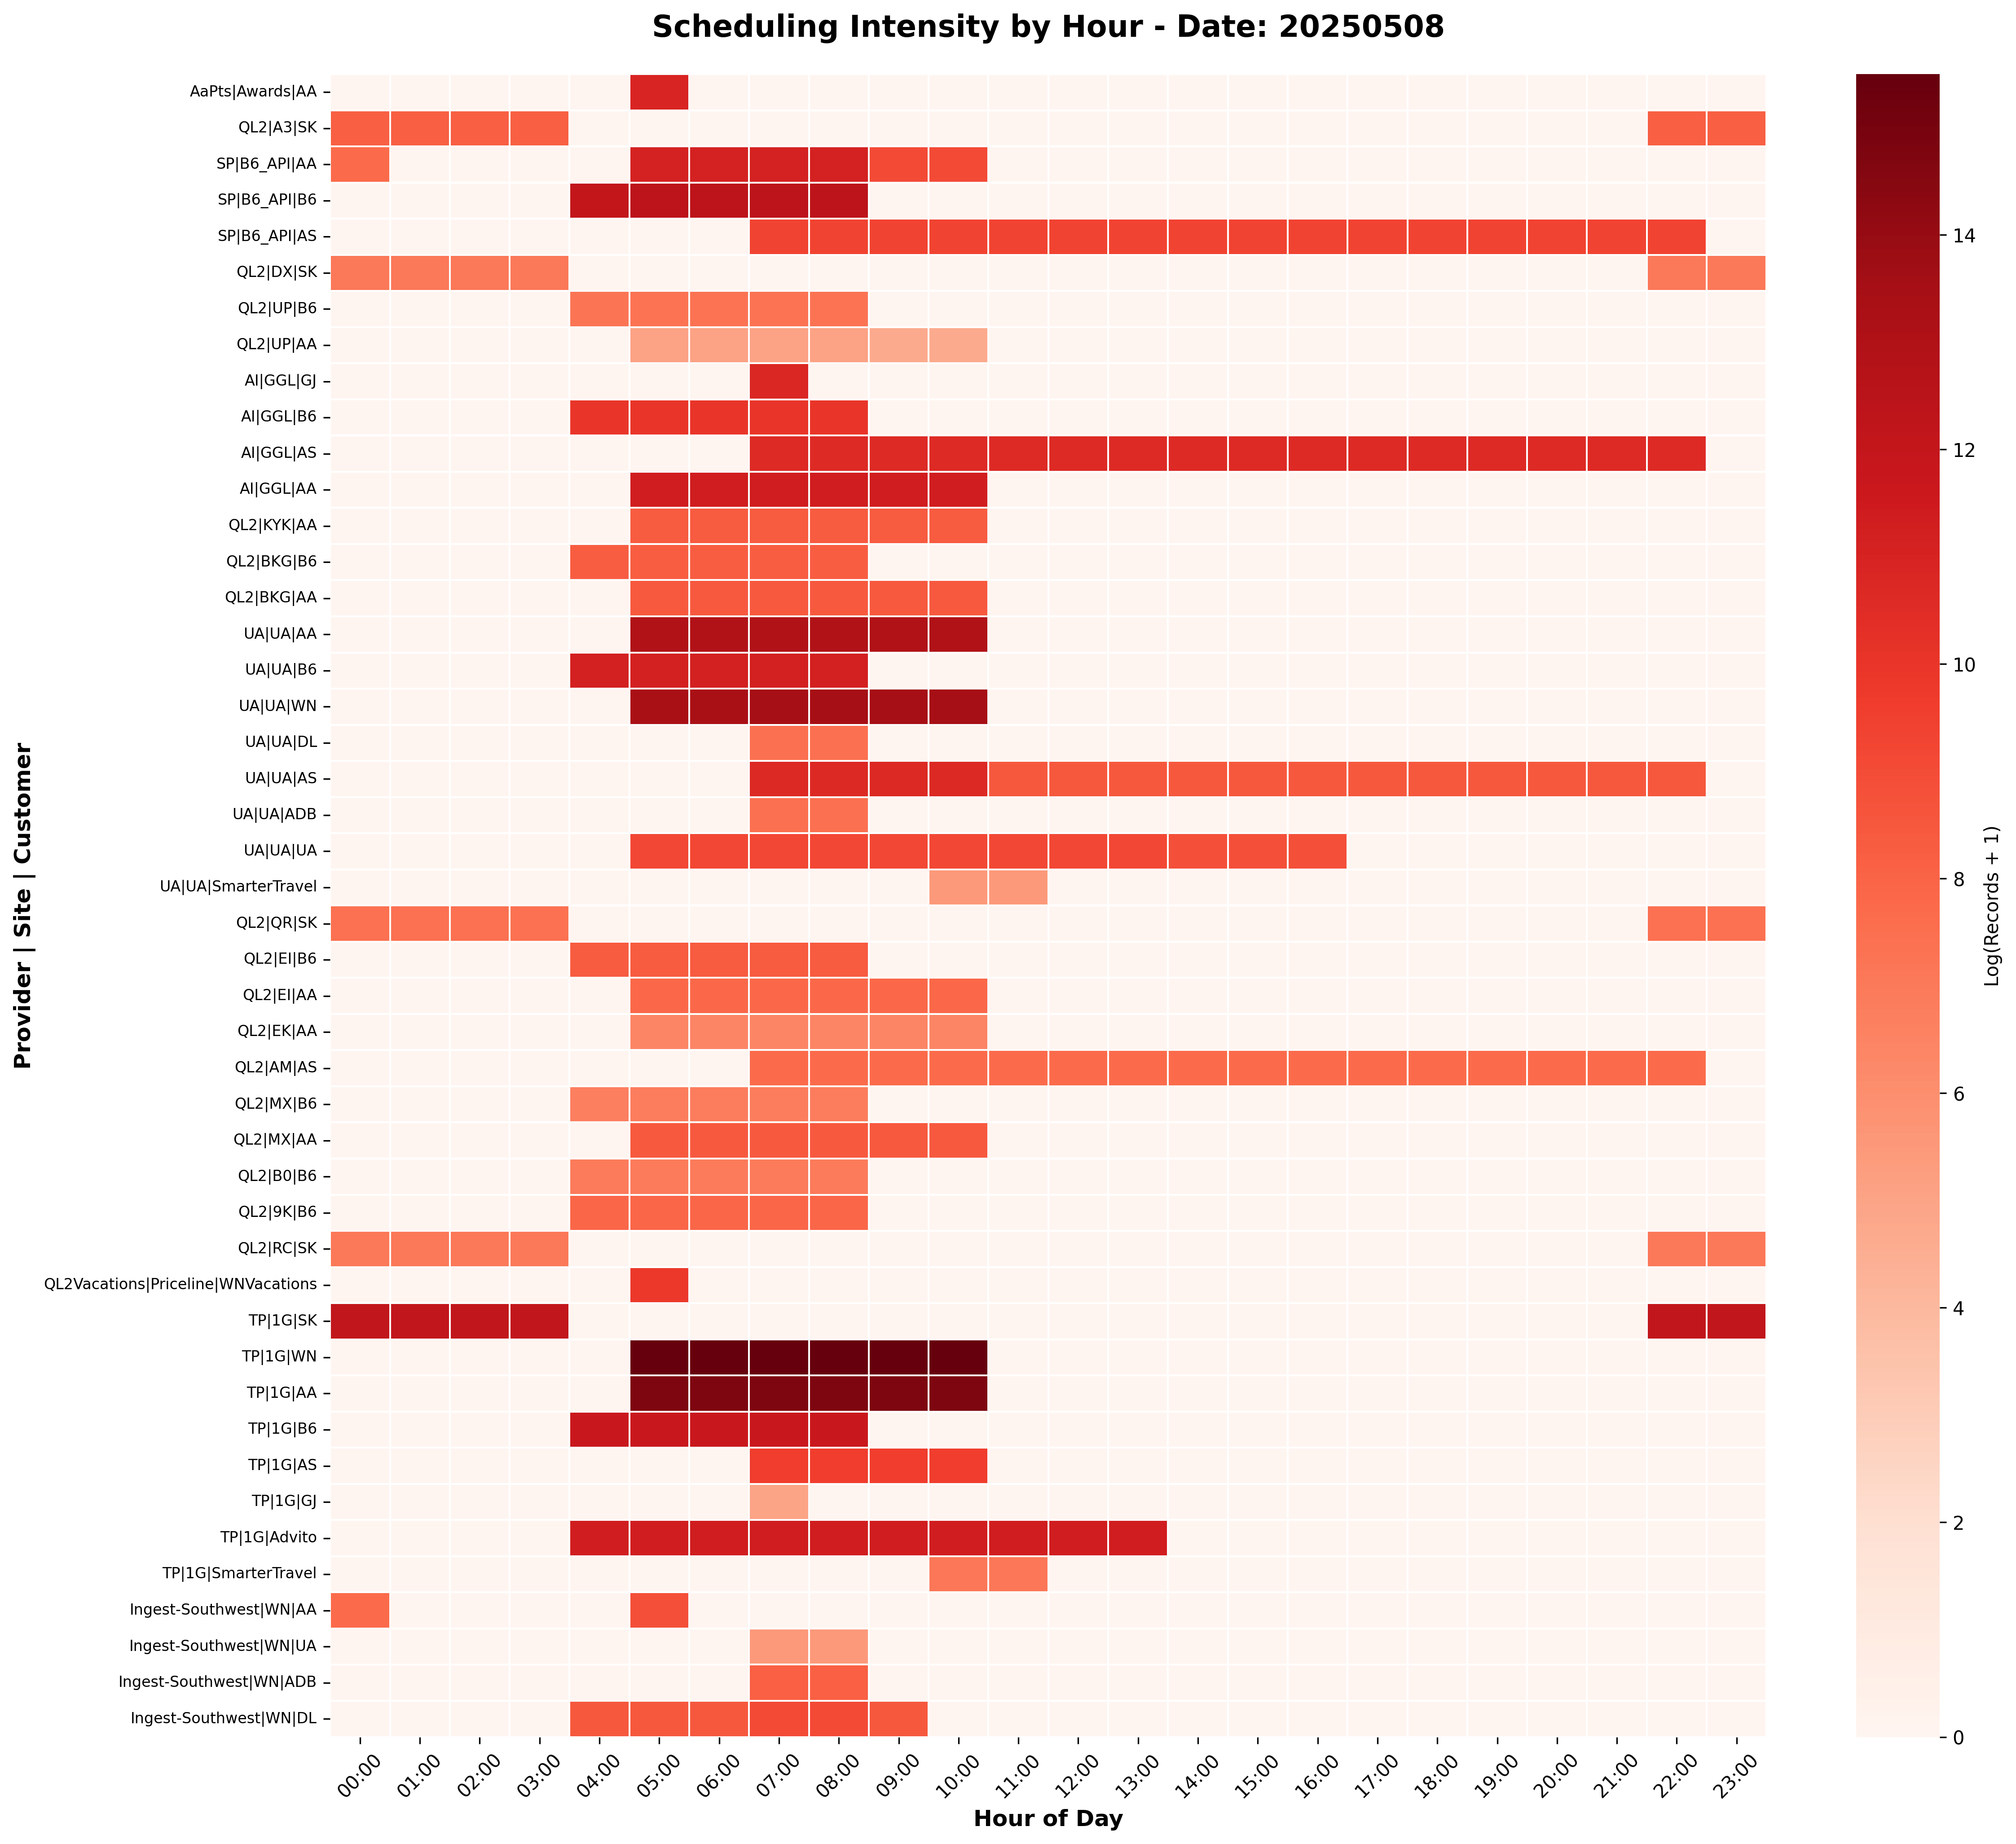 Scheduling Intensity by Hour - Date: 20250508
Provider | Site | Customer
AaPts|Awards|AA
QL2|A3|SK
SP|B6_API|AA
SP|B6_API|B6
SP|B6_API|AS
QL2|DX|SK
QL2|UP|B6
QL2|UP|AA
AI|GGL|GJ
AI|GGL|B6
AI|GGL|AS
AI|GGL|AA
QL2|KYK|AA
QL2|BKG|B6
QL2|BKG|AA
UA|UA|AA
UA|UA|B6
UA|UA|WN
UA|UA|DL
UA|UA|AS
UA|UA|ADB
UA|UA|UA
UA|UA|SmarterTravel
QL2|QR|SK
QL2|EI|B6
QL2|EI|AA
QL2|EK|AA
QL2|AM|AS
QL2|MX|B6
QL2|MX|AA
QL2|B0|B6
QL2|9K|B6
QL2|RC|SK
QL2Vacations|Priceline|WNVacations
TP|1G|SK
TP|1G|WN
TP|1G|AA
TP|1G|B6
TP|1G|AS
TP|1G|GJ
TP|1G|Advito
TP|1G|SmarterTravel
Ingest-Southwest|WN|AA
Ingest-Southwest|WN|UA
Ingest-Southwest|WN|ADB
Ingest-Southwest|WN|DL
00:00 01:00 02:00 03:00 04:00 05:00 06:00 07:00 08:00 09:00 10:00 11:00 12:00 13:00 14:00 15:00 16:00 17:00 18:00 19:00 20:00 21:00 22:00 23:00
Hour of Day
14
12
10
8
6
4
2
0
Log(Records + 1)